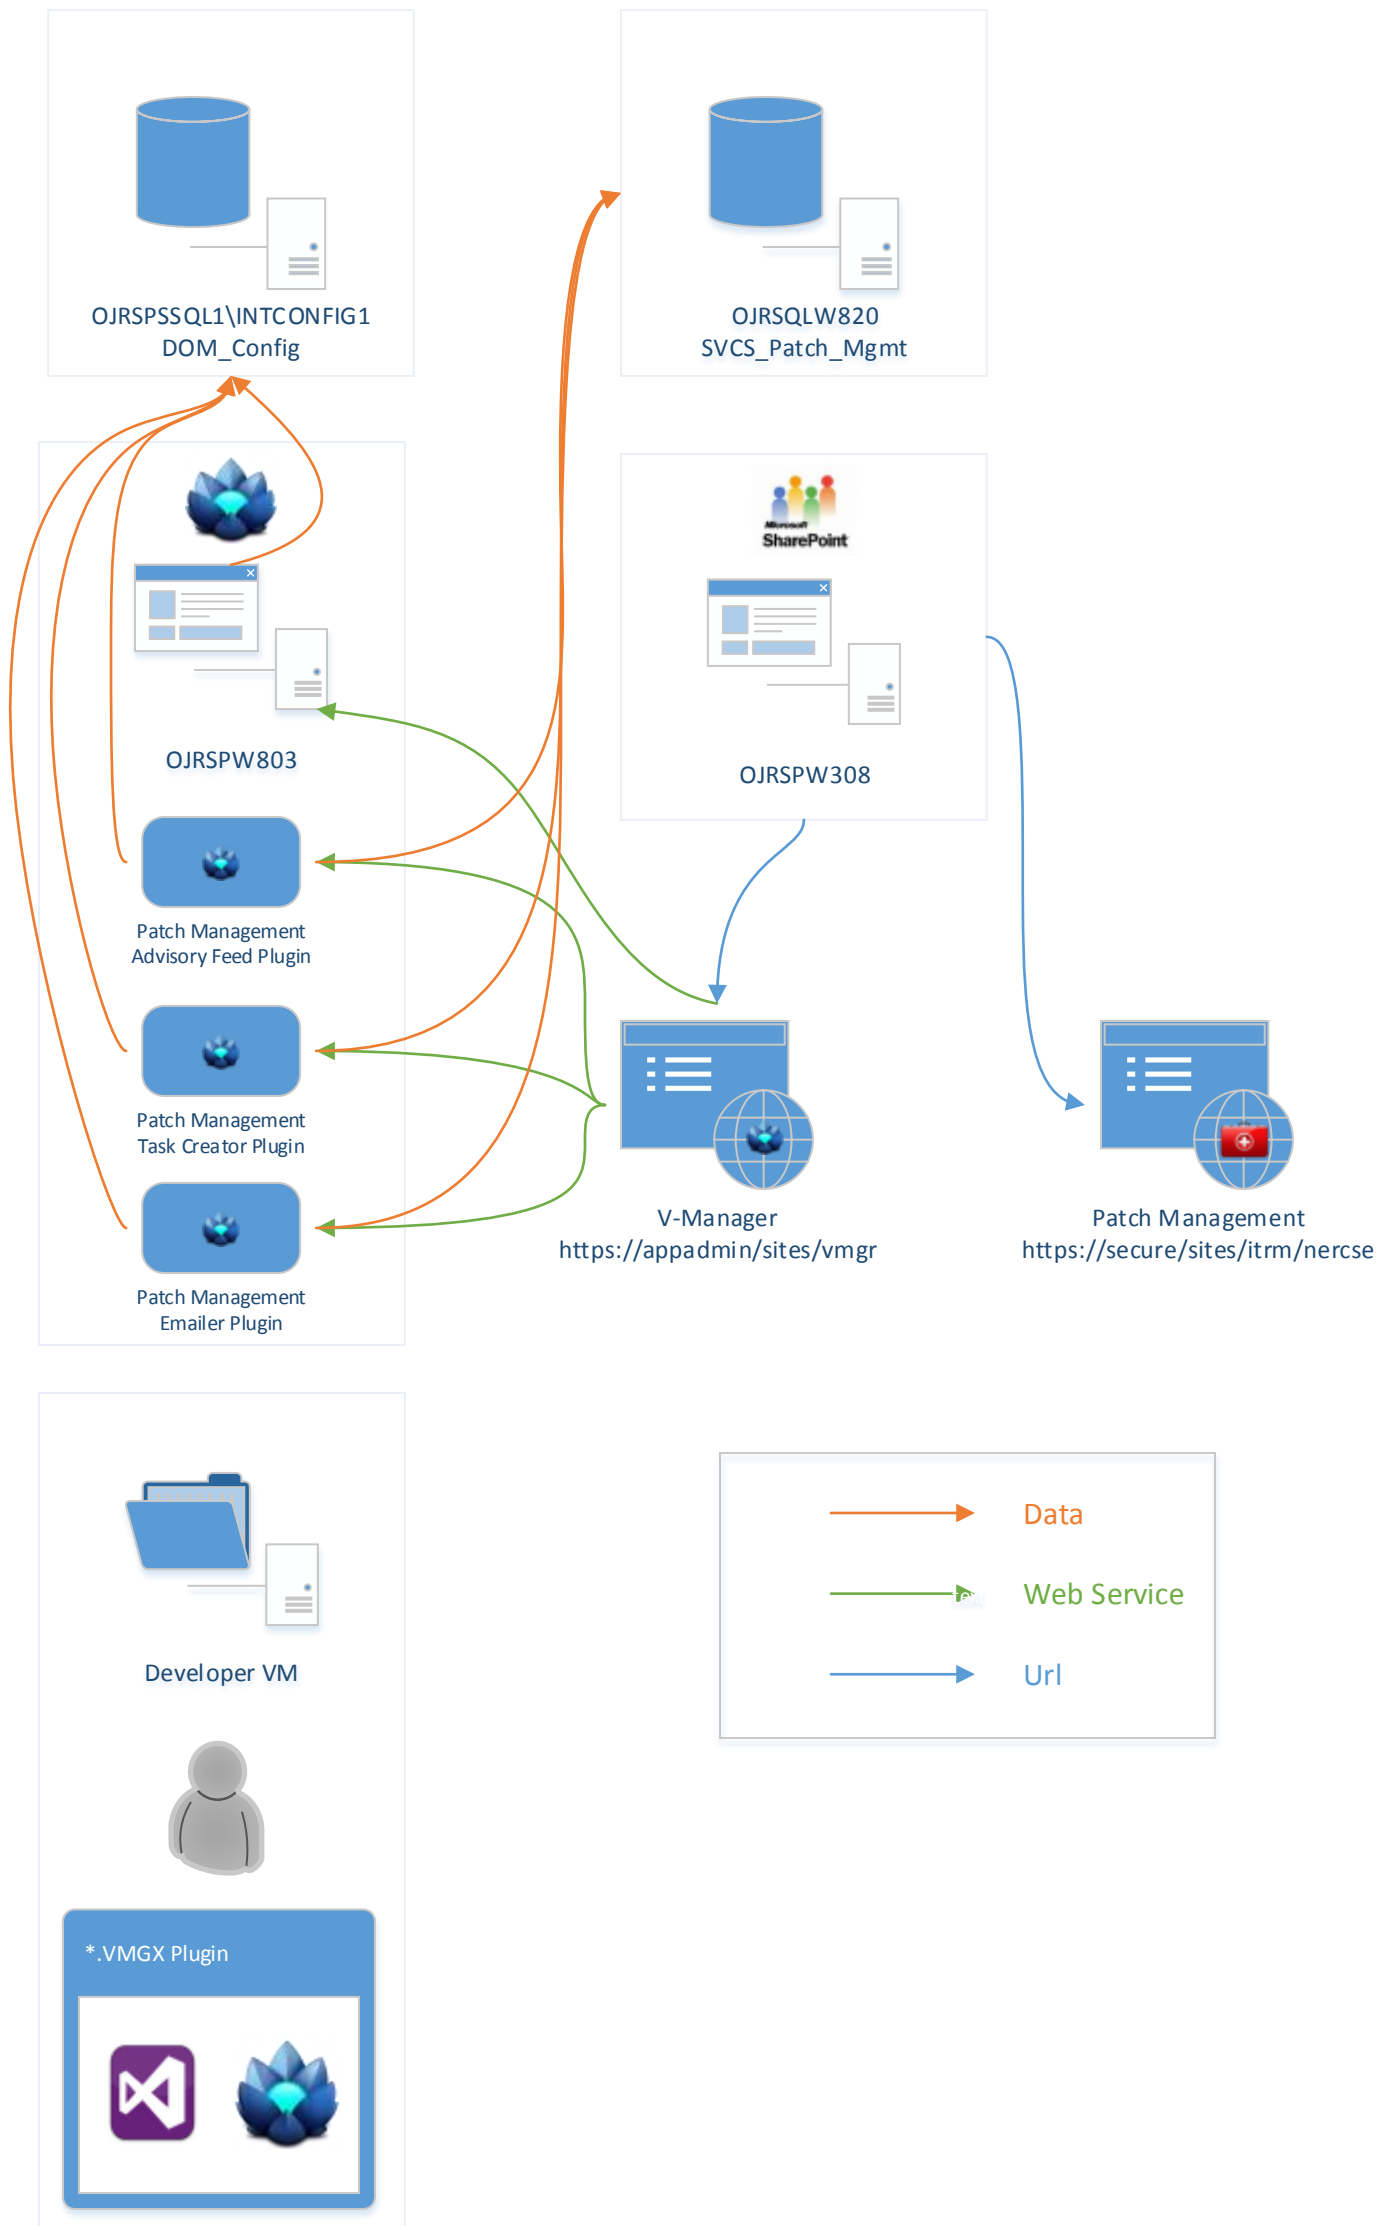 OJRSPSSQL1\INTCONFIG1
DOM_Config
OJRSQLW820
SVCS_Patch_Mgmt
Microsoft
SharePoint
OJRSPW803
OJRSPW308
Patch Management
Advisory Feed Plugin
Patch Management
Task Creator Plugin
Patch Management
Emailer Plugin
V-Manager
https://appadmin/sites/vmgr
Patch Management
https://secure/sites/itrm/nercse
Data
Web Service
Url
Developer VM
*.VMGX Plugin